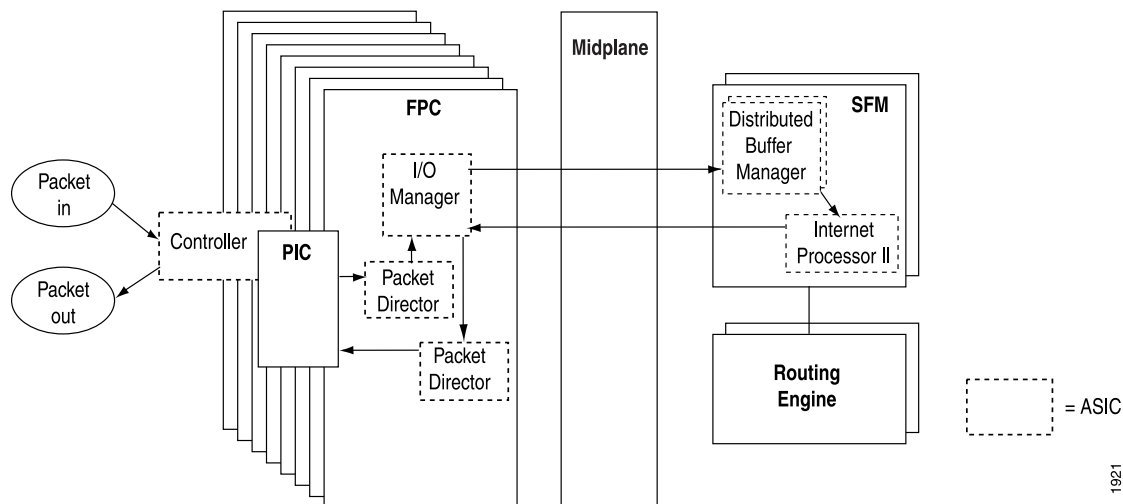 Midplane
FPC
SFM
Distributed
Buffer
Manager
I/O
Manager
Packet
in
Controller
Internet
Processor II
PIC
Packet
Director
Packet
out
Packet
Director
Routing
Engine
= ASIC
1921